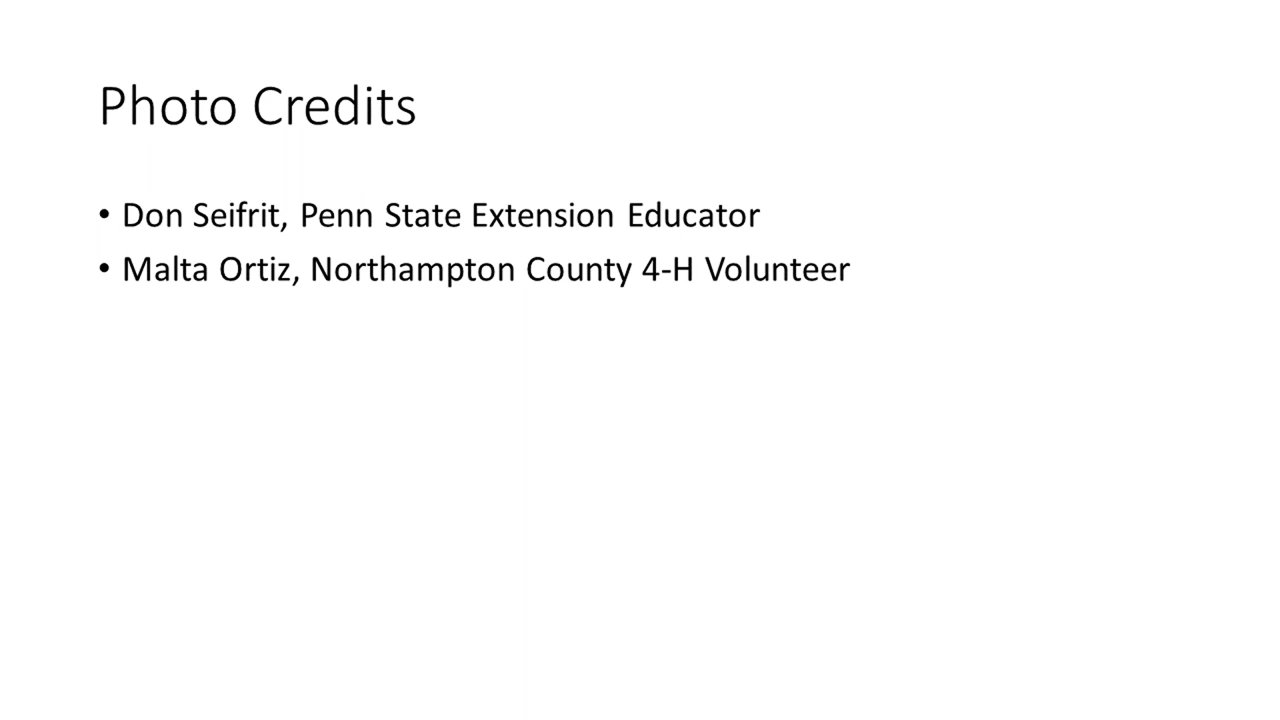 Photo Credits
• Don Seifrit, Penn State Extension Educator
• Malta Ortiz, Northampton County 4-H Volunteer